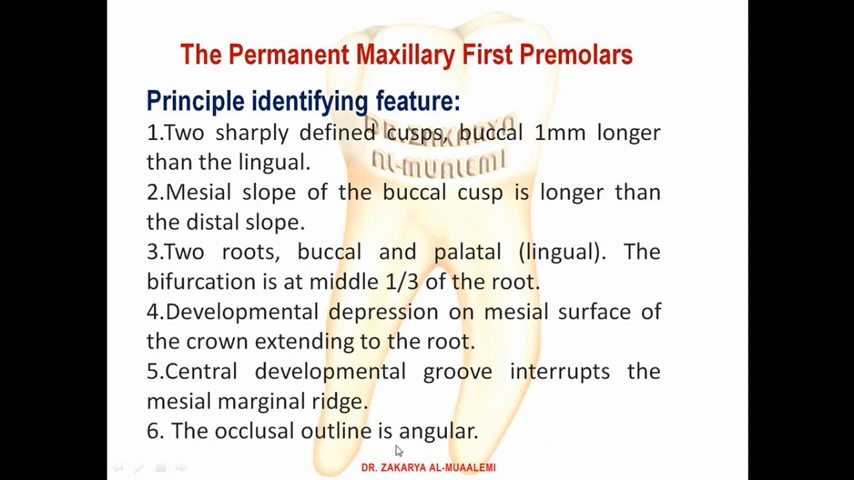 The Permanent Maxillary First Premolars
Principle identifying feature:
1.Two sharply defined cusps, buccal 1mm longer
than the lingual.
DR.ZAKARYA
AL-MUALEMI
2.Mesial slope of the buccal cusp is longer than
the distal slope.
3.Two roots, buccal and palatal (lingual). The
bifurcation is at middle 1/3 of the root.
4.Developmental depression on mesial surface of
the crown extending to the root.
5.Central developmental groove interrupts the
mesial marginal ridge.
6. The occlusal outline is angular.
DR. ZAKARYA AL-MUAALEMI